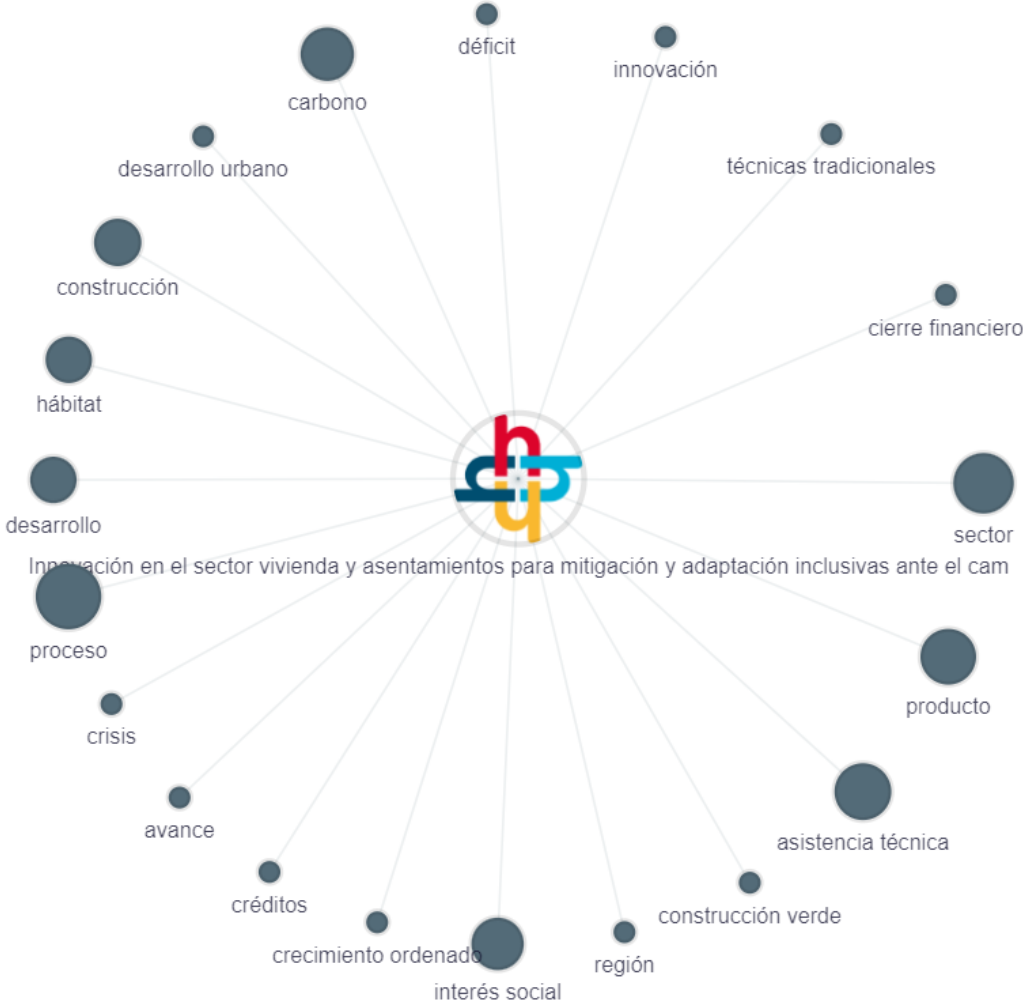 déficit
innovación
carbono
técnicas tradicionales
desarrollo urbano
construcción
cierre financiero
hábitat
desarrollo
sector
Innovación en el sector vivienda y asentamientos para mitigación y adaptación inclusivas ante el cam
proceso
producto
crisis
avance
asistencia técnica
créditos
construcción verde
crecimiento ordenado
región
interés social